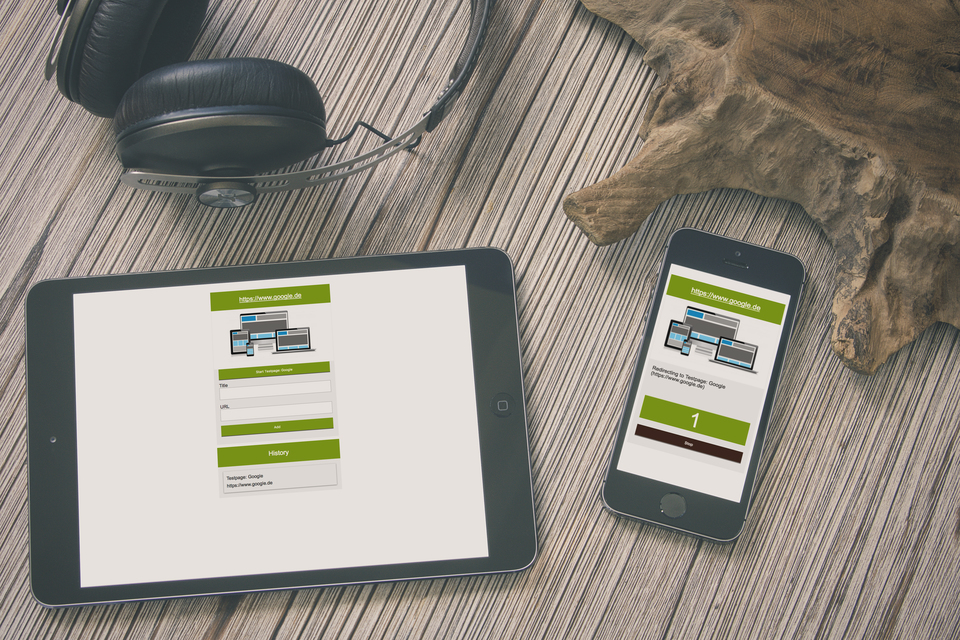 https://www.google.de
Start Testpage: Google
Title
URL
Add
History
Testpage: Google
https://www.google.de
https://www.google.de
Redirecting to Testpage: Google
(https://www.google.de)
1
Stop